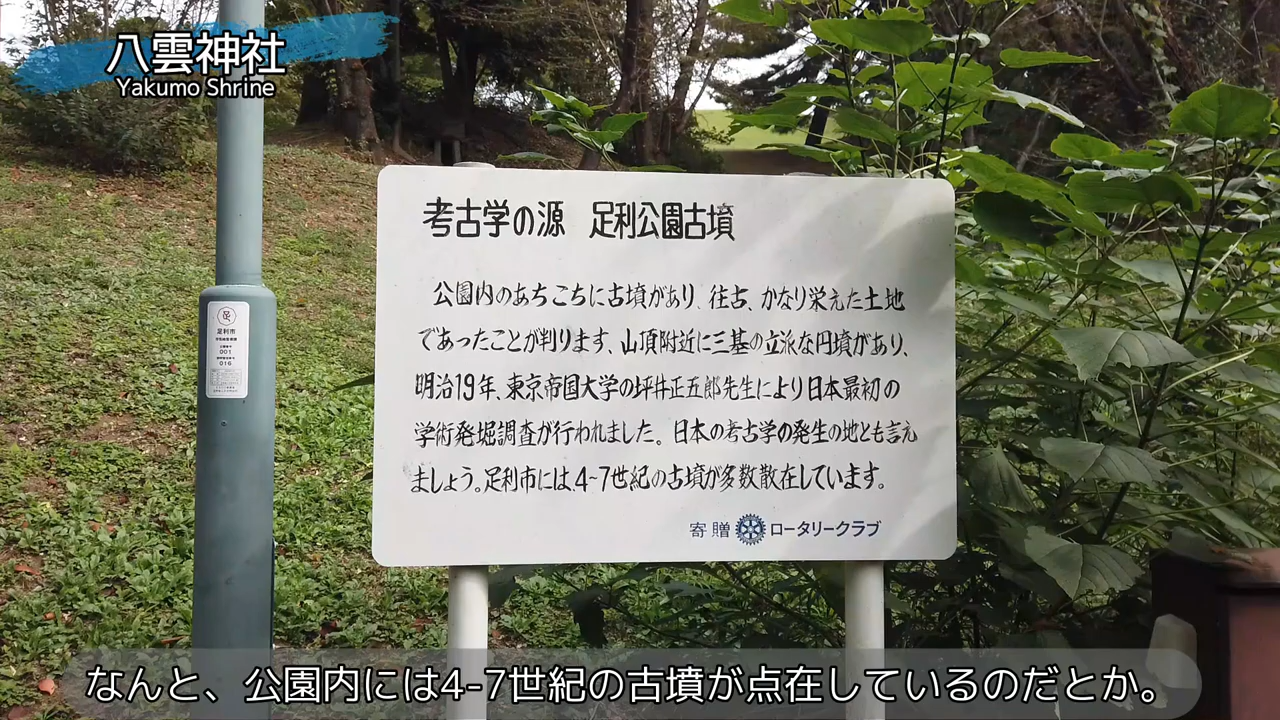 八雲神社
Yakumo Shrine
考古学の源　足利公園古墳
公園内のあちこちに古墳があり、往古、かなり栄えた土地
であったことが判ります、山頂附近に三基の立派な円墳があり、
明治19年、東京帝国大学の坪井正五郎先生により日本最初の
学術発掘調査が行われました。日本の考古学の発生の地とも言え
ましょう。足利市には、4~7世紀の古墳が多数散在しています。
寄贈 ロータリークラブ
足利市
001
016
なんと、公園内には4-7世紀の古墳が点在しているのだとか。